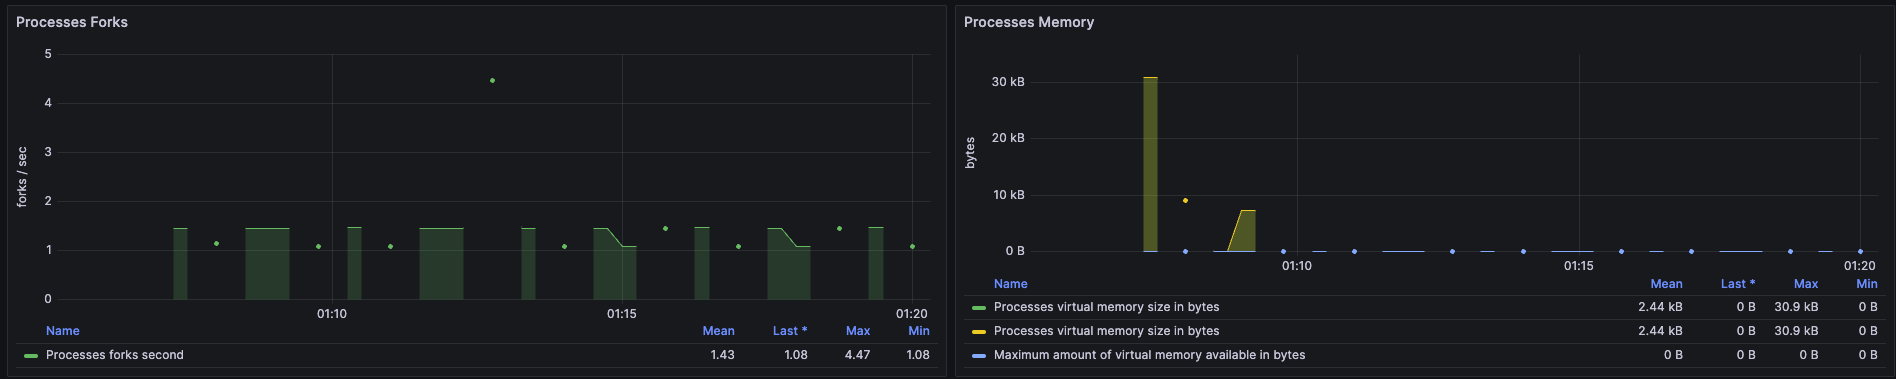 Processes Forks
5
4
3
2
1
0
forks / sec
01:10 01:15 01:20
Name Mean Last * Max Min
Processes forks second 1.43 1.08 4.47 1.08
Processes Memory
30 kB
20 kB
10 kB
0 B
bytes
01:10 01:15 01:20
Name Mean Last * Max Min
Processes virtual memory size in bytes 2.44 kB 0 B 30.9 kB 0 B
Processes virtual memory size in bytes 2.44 kB 0 B 30.9 kB 0 B
Maximum amount of virtual memory available in bytes 0 B 0 B 0 B 0 B